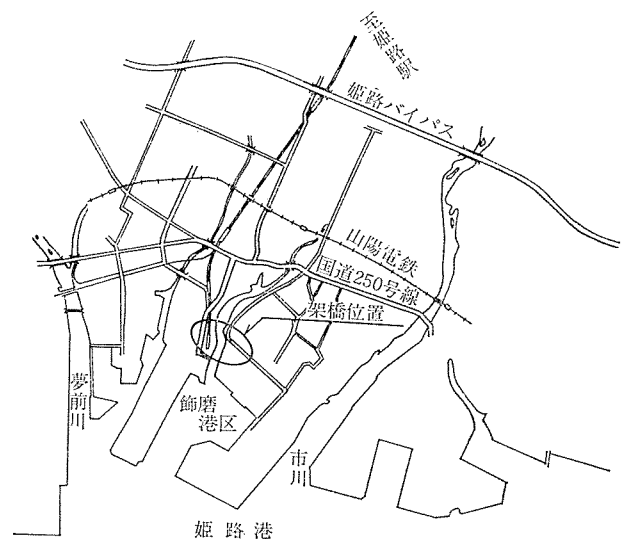 至姫路駅
姫路バイパス
山陽電鉄
国道250号線
架橋位置
夢前川
飾磨
港区
市川
姫路港